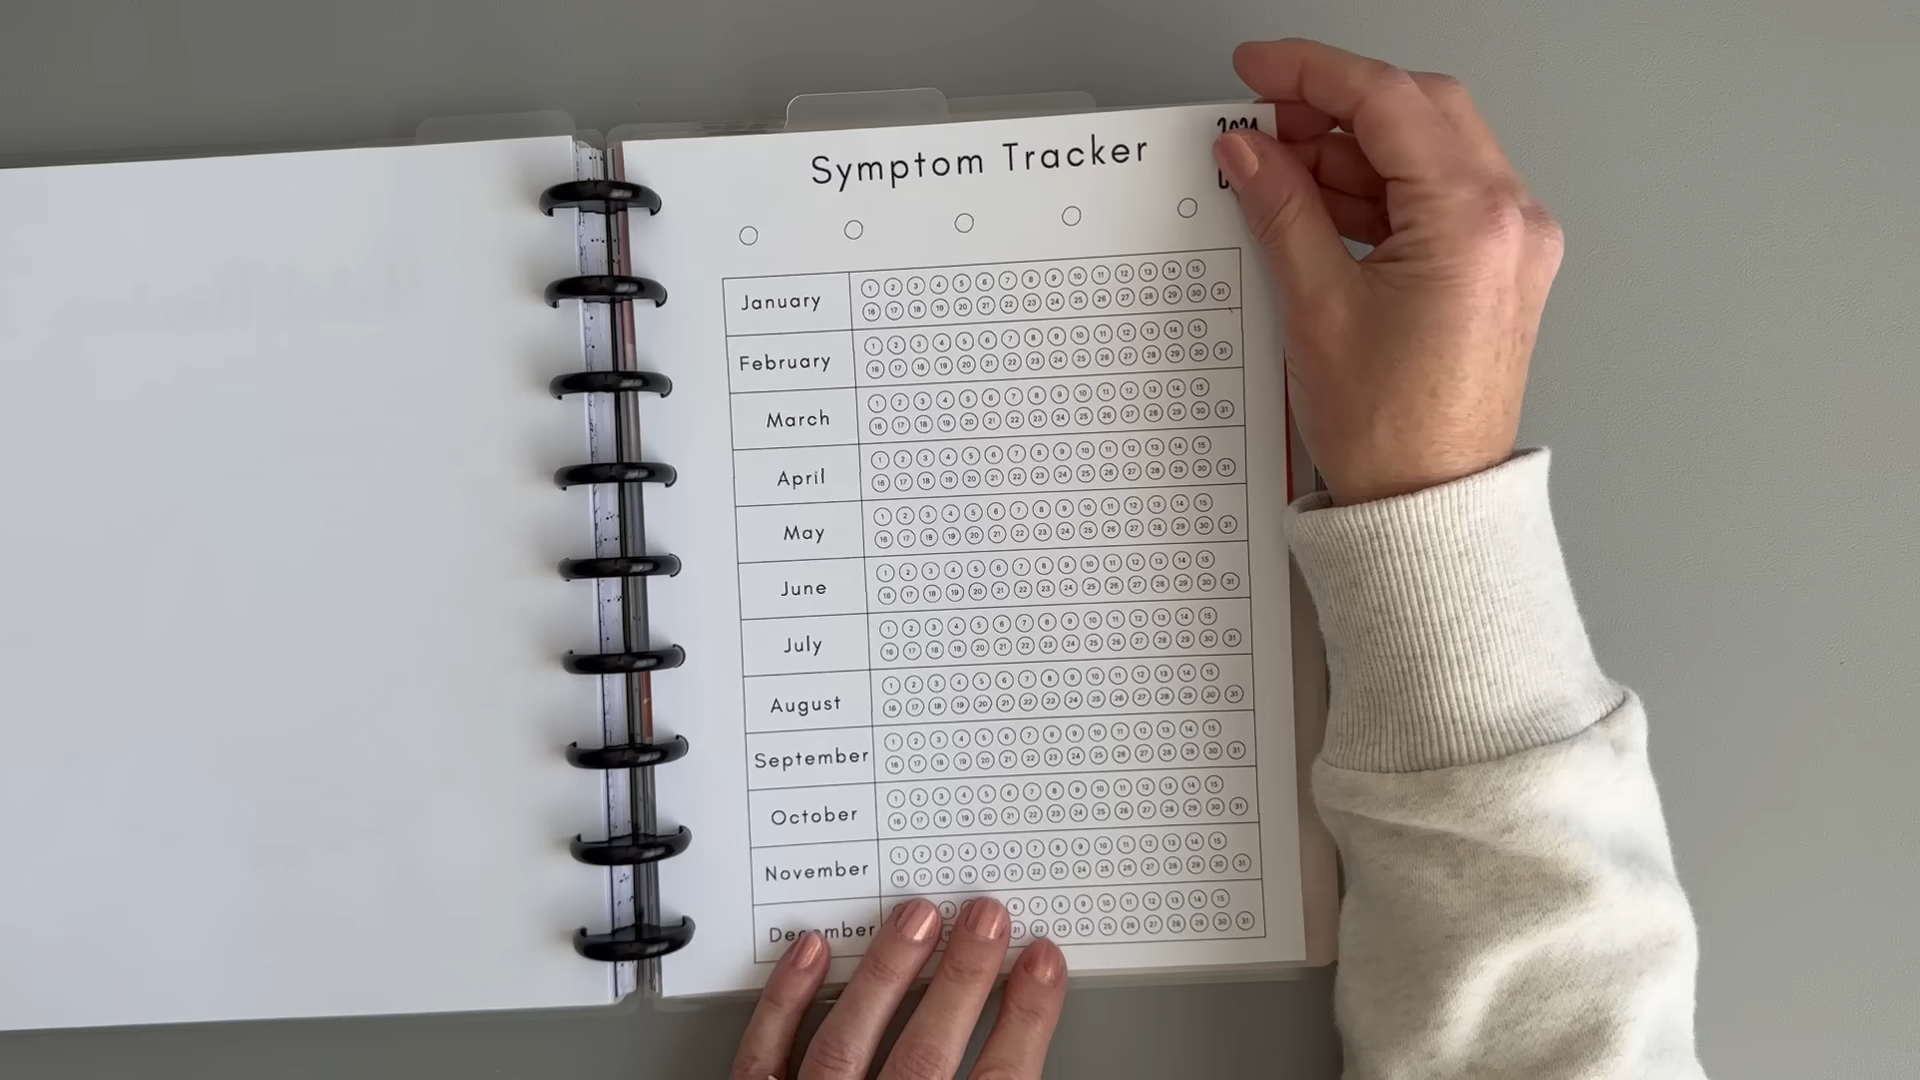 Symptom Tracker
January
1 2 3 4 5 6 7 8 9 10 11 12 13 14 15
16 17 18 19 20 21 22 23 24 25 26 27 28 29 30 31
February
1 2 3 4 5 6 7 8 9 10 11 12 13 14 15
16 17 18 19 20 21 22 23 24 25 26 27 28 29 30 31
March
1 2 3 4 5 6 7 8 9 10 11 12 13 14 15
16 17 18 19 20 21 22 23 24 25 26 27 28 29 30 31
April
1 2 3 4 5 6 7 8 9 10 11 12 13 14 15
16 17 18 19 20 21 22 23 24 25 26 27 28 29 30 31
May
1 2 3 4 5 6 7 8 9 10 11 12 13 14 15
16 17 18 19 20 21 22 23 24 25 26 27 28 29 30 31
June
1 2 3 4 5 6 7 8 9 10 11 12 13 14 15
16 17 18 19 20 21 22 23 24 25 26 27 28 29 30 31
July
1 2 3 4 5 6 7 8 9 10 11 12 13 14 15
16 17 18 19 20 21 22 23 24 25 26 27 28 29 30 31
August
1 2 3 4 5 6 7 8 9 10 11 12 13 14 15
16 17 18 19 20 21 22 23 24 25 26 27 28 29 30 31
September
1 2 3 4 5 6 7 8 9 10 11 12 13 14 15
16 17 18 19 20 21 22 23 24 25 26 27 28 29 30 31
October
1 2 3 4 5 6 7 8 9 10 11 12 13 14 15
16 17 18 19 20 21 22 23 24 25 26 27 28 29 30 31
November
1 2 3 4 5 6 7 8 9 10 11 12 13 14 15
16 17 18 19 20 21 22 23 24 25 26 27 28 29 30 31
December
3 6 7 8 9 10 11 12 13 14 15
21 22 23 24 25 26 27 28 29 30 31